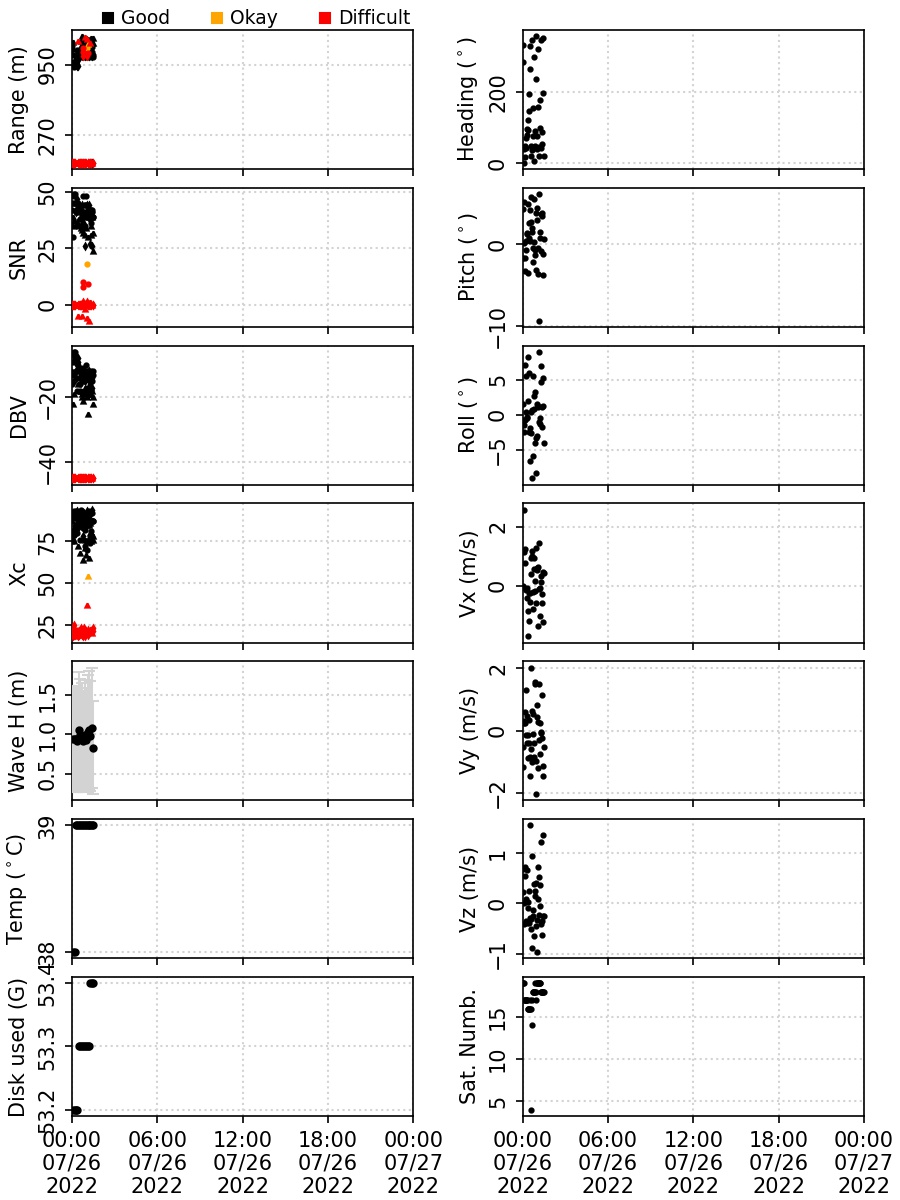 Good Okay Difficult
Range (m)
950
270
Heading (°)
200
0
SNR
50
25
0
Pitch (°)
0
−10
DBV
−20
−40
Roll (°)
5
0
−5
Xc
75
50
25
Vx (m/s)
2
0
Wave H (m)
1.5
1.0
0.5
Vy (m/s)
2
0
−2
Temp (°C)
39
38
Vz (m/s)
1
0
−1
Disk used (G)
53.4
53.3
53.2
Sat. Numb.
15
10
5
00:00 06:00 12:00 18:00 00:00
07/26 07/26 07/26 07/26 07/27
2022 2022 2022 2022 2022
00:00 06:00 12:00 18:00 00:00
07/26 07/26 07/26 07/26 07/27
2022 2022 2022 2022 2022